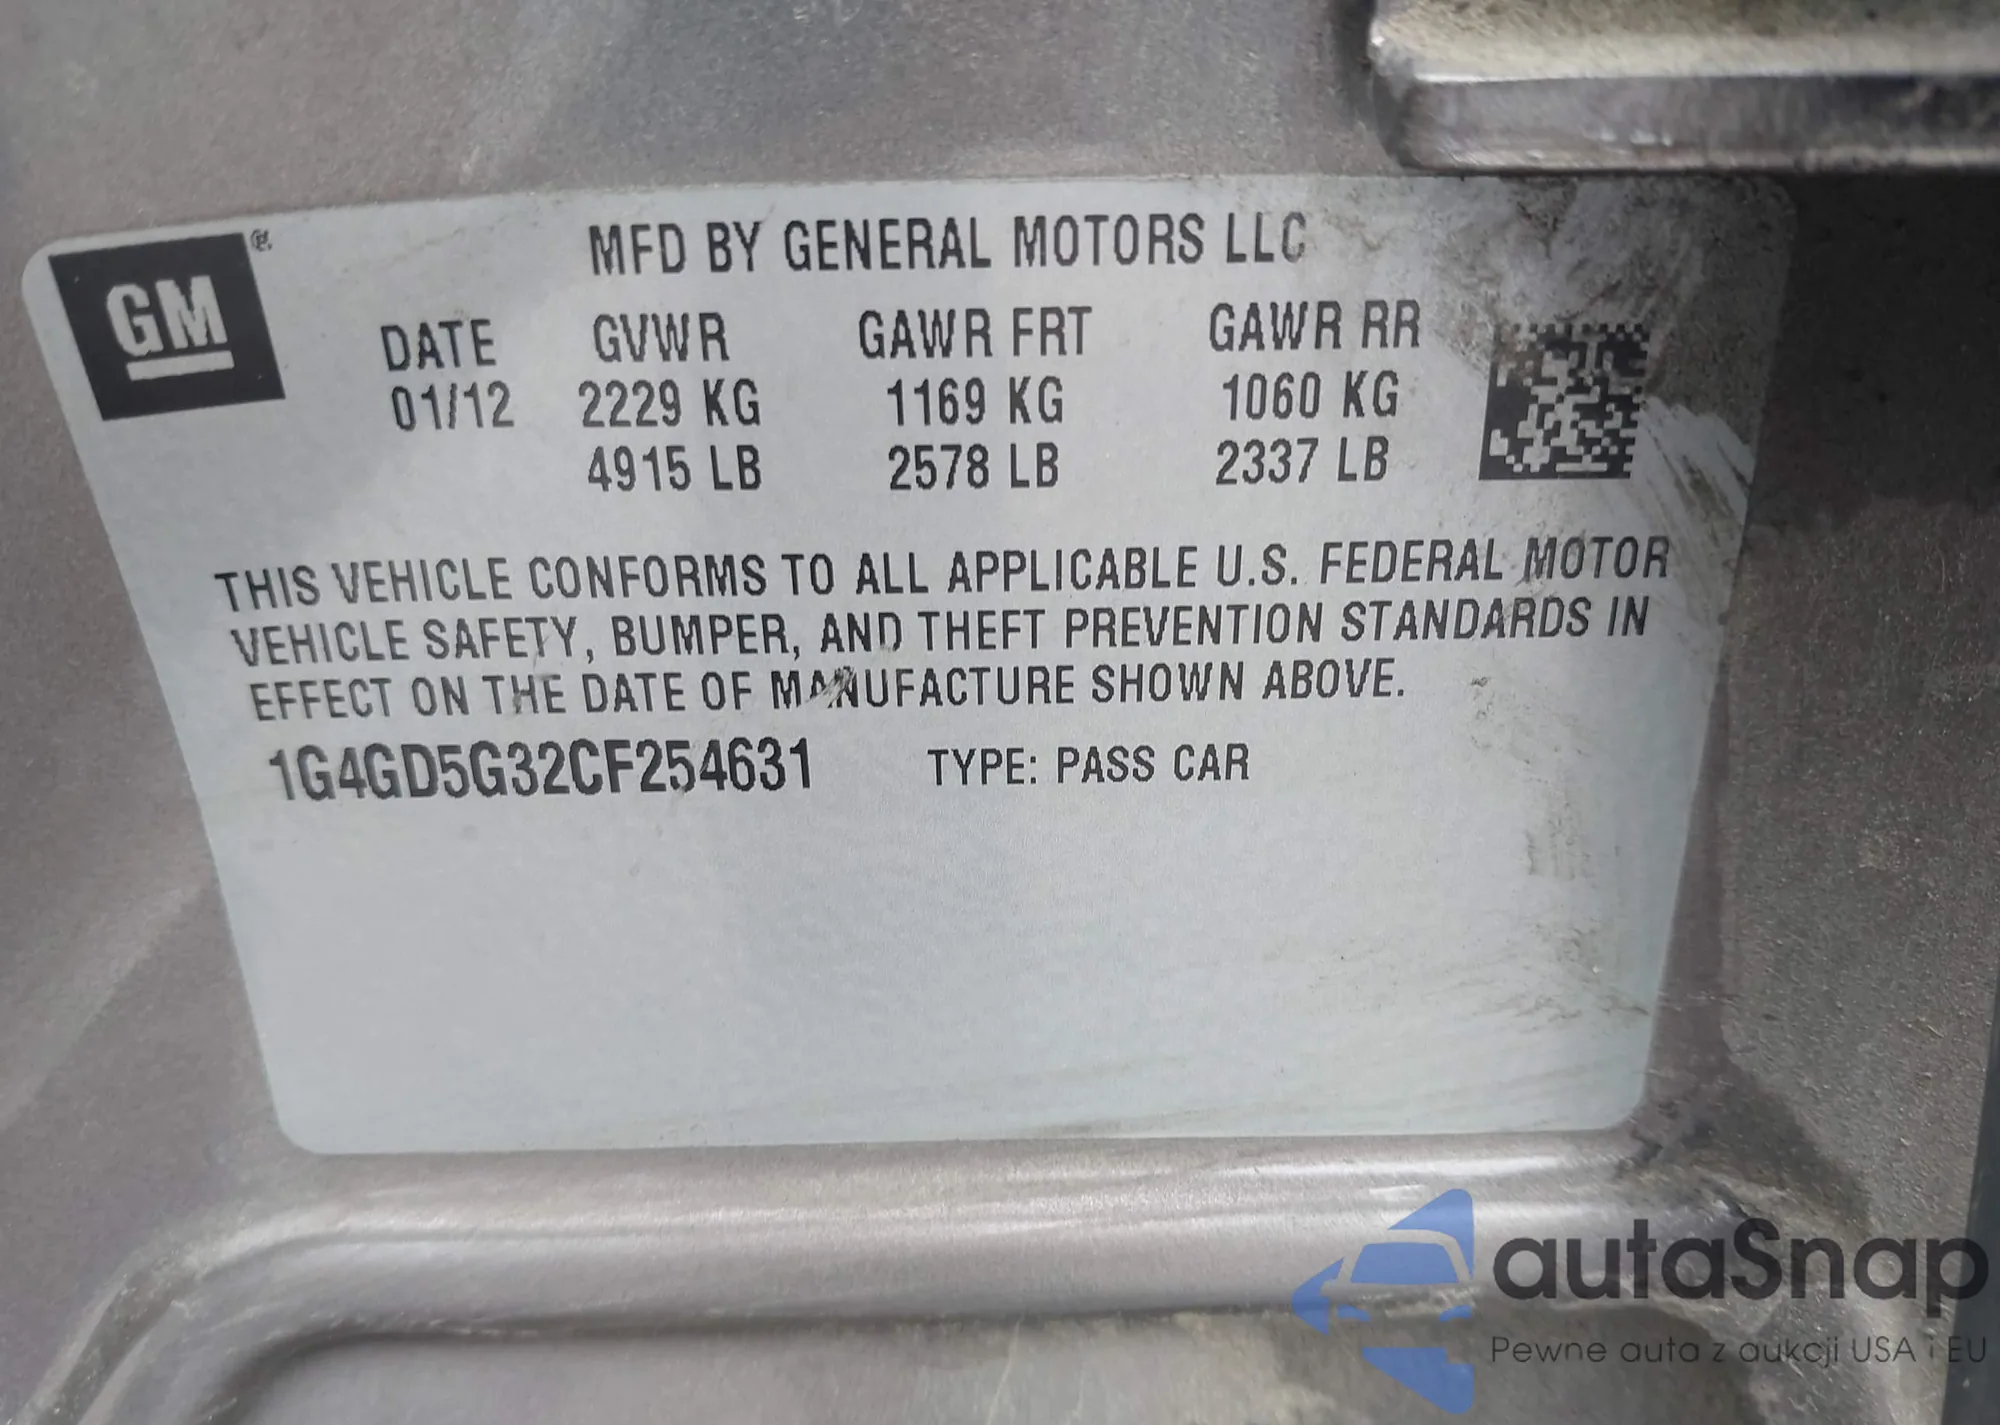 GM
MFD BY GENERAL MOTORS LLC
DATE GVWR GAWR FRT GAWR RR
01/12 2229 KG 1169 KG 1060 KG
4915 LB 2578 LB 2337 LB
THIS VEHICLE CONFORMS TO ALL APPLICABLE U.S. FEDERAL MOTOR
VEHICLE SAFETY, BUMPER, AND THEFT PREVENTION STANDARDS IN
EFFECT ON THE DATE OF MANUFACTURE SHOWN ABOVE.
1G4GD5G32CF254631 TYPE: PASS CAR
autaSnap
Pewne auta z aukcji USA i EU